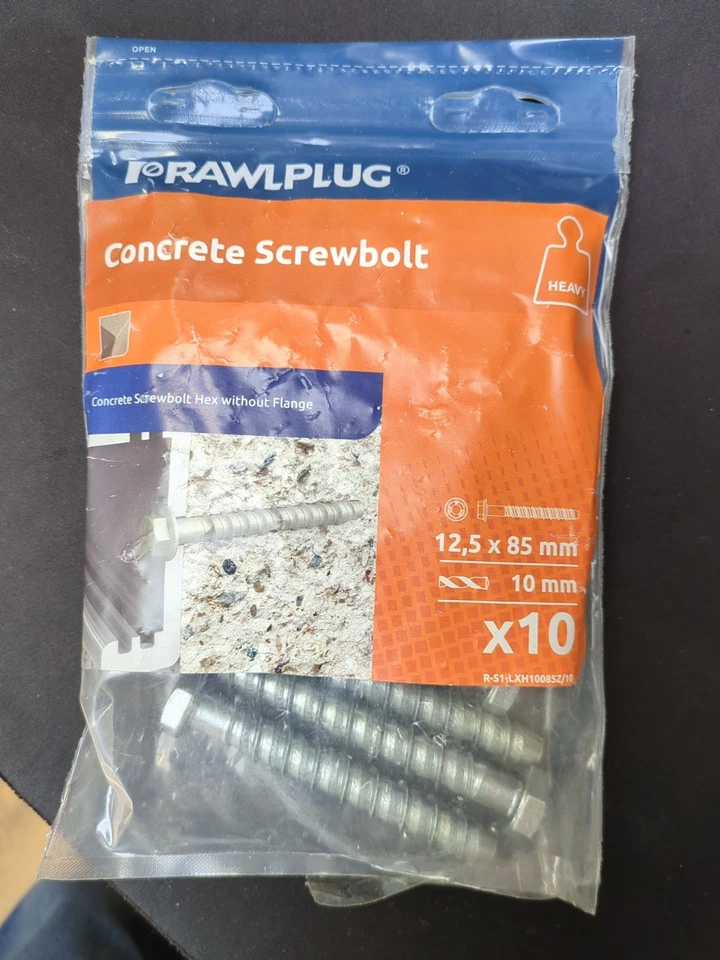 OPEN
RAWLPLUG®
Concrete Screwbolt
HEAVY
Concrete Screwbolt Hex without Flange
12,5 x 85 mm
10 mm
x10
R-S1-LXH10085Z/10